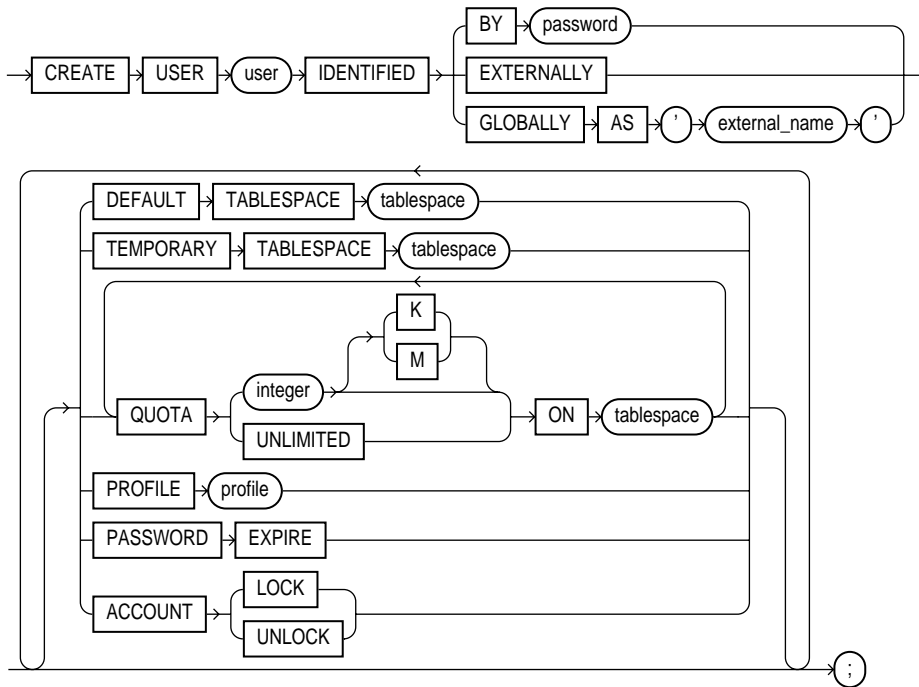 BY password
CREATE USER user IDENTIFIED EXTERNALLY
GLOBALLY AS ’ external_name ’
DEFAULT TABLESPACE tablespace
TEMPORARY TABLESPACE tablespace
K
M
integer
QUOTA ON tablespace
UNLIMITED
PROFILE profile
PASSWORD EXPIRE
LOCK
ACCOUNT
UNLOCK
;